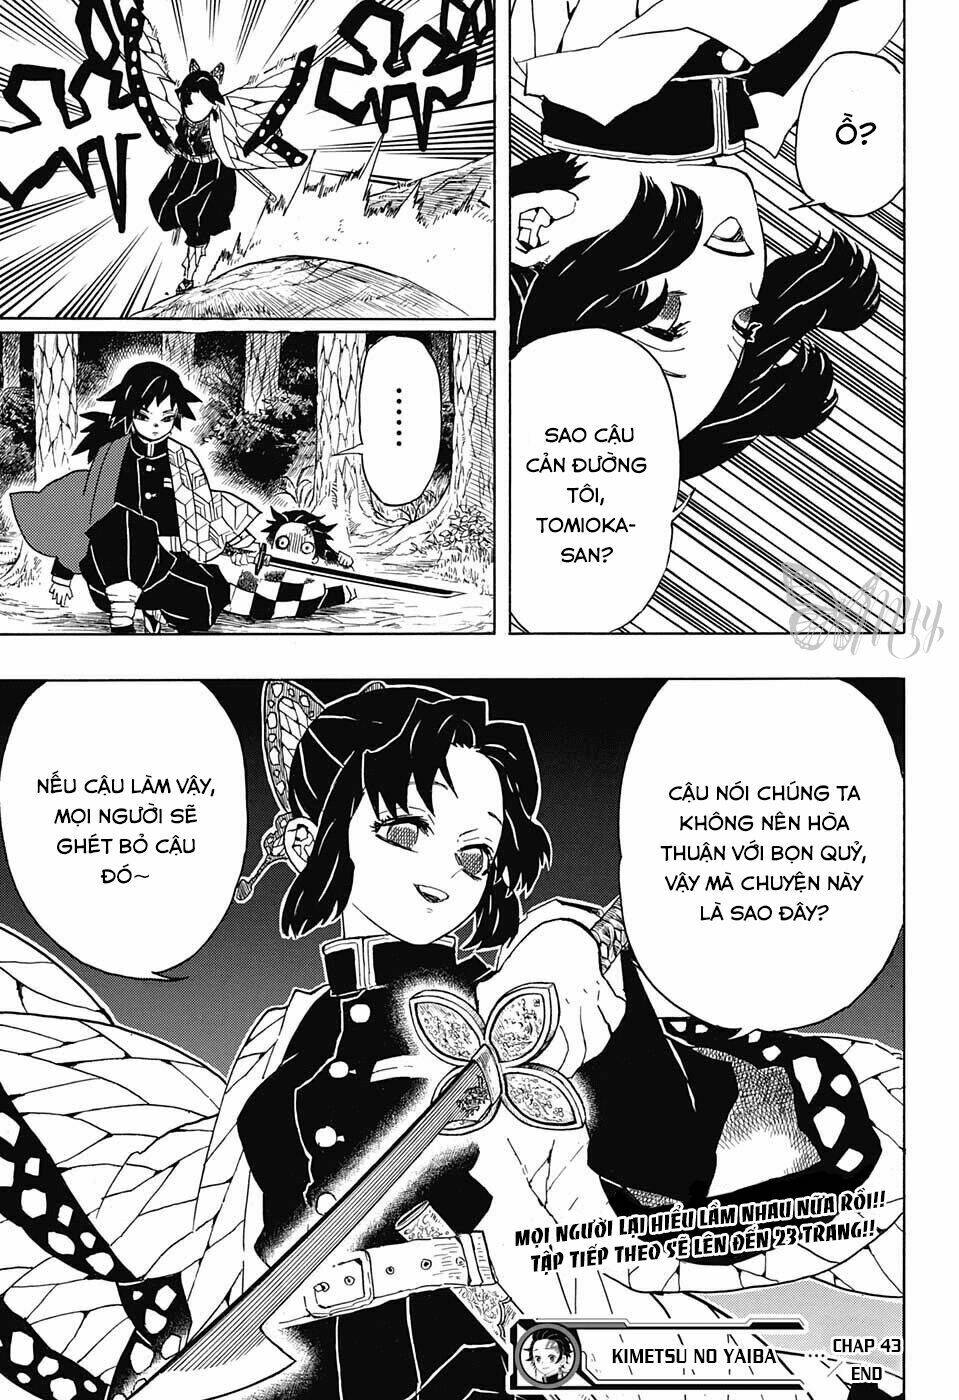 Ồ?
SAO CẬU
CẢN ĐƯỜNG
TÔI,
TOMIOKA-
SAN?
......
CẬU NÓI CHÚNG TA
KHÔNG NÊN HÒA
THUẬN VỚI BỌN QUỶ,
VẬY MÀ CHUYỆN NÀY
LÀ SAO ĐÂY?
NẾU CẬU LÀM VẬY,
MỌI NGƯỜI SẼ
GHÉT BỎ CẬU
ĐÓ~
MỌI NGƯỜI LẠI HIỂU LẦM NHAU NỮA RỒI!!
TẬP TIẾP THEO SẼ LÊN ĐẾN 23 TRANG!!
KIMETSU NO YAIBA
CHAP 43
END